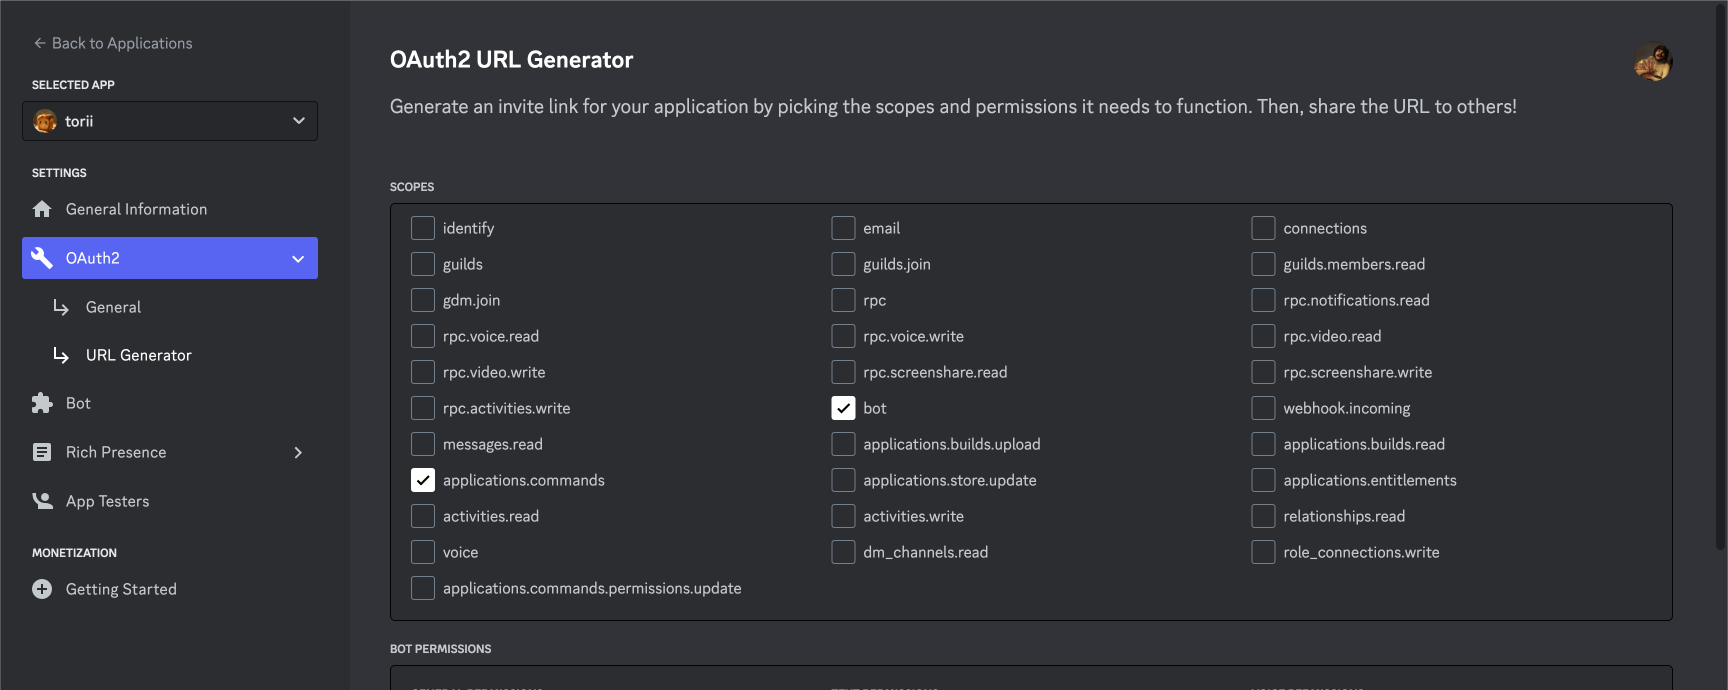 Back to Applications
SELECTED APP
torii
SETTINGS
General Information
OAuth2
General
URL Generator
Bot
Rich Presence
App Testers
MONETIZATION
Getting Started
OAuth2 URL Generator
Generate an invite link for your application by picking the scopes and permissions it needs to function. Then, share the URL to others!
SCOPES
identify
email
connections
guilds
guilds.join
guilds.members.read
gdm.join
rpc
rpc.notifications.read
rpc.voice.read
rpc.voice.write
rpc.video.read
rpc.video.write
rpc.screenshare.read
rpc.screenshare.write
rpc.activities.write
bot
webhook.incoming
messages.read
applications.builds.upload
applications.builds.read
applications.commands
applications.store.update
applications.entitlements
activities.read
activities.write
relationships.read
voice
dm_channels.read
role_connections.write
applications.commands.permissions.update
BOT PERMISSIONS